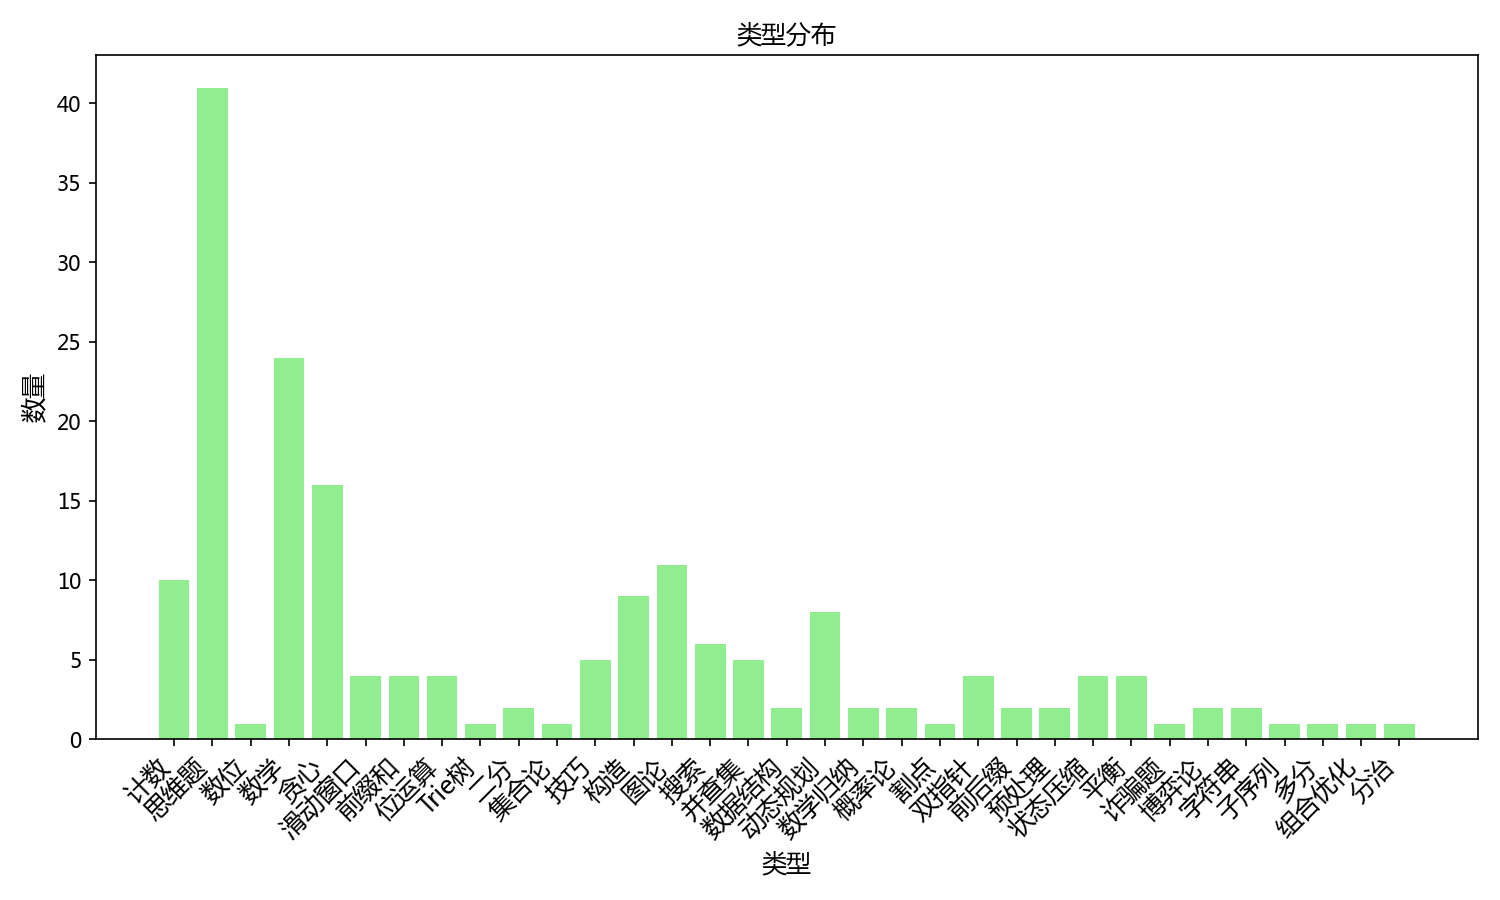 类型分布
数量
40
35
30
25
20
15
10
5
0
计数
思维题
数位
数学
贪心
滑动窗口
前缀和
位运算
Trie树
二分
集合论
技巧
构造
图论
搜索
并查集
数据结构
动态规划
数学归纳
概率论
割点
双指针
前后缀
预处理
状态压缩
平衡
诈骗题
博弈论
字符串
子序列
多分
组合优化
分治
类型